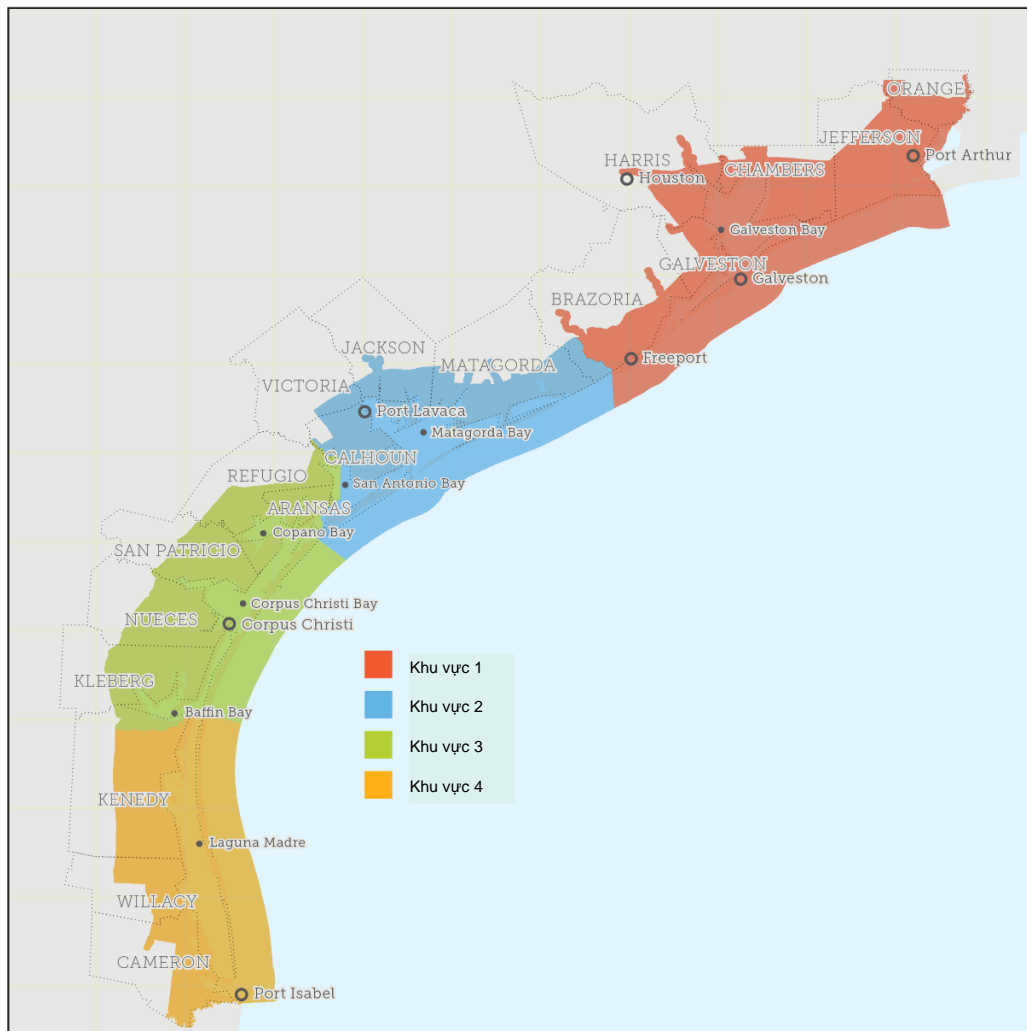 ORANGE
JEFFERSON
Port Arthur
HARRIS
CHAMBERS
Houston
Galveston Bay
GALVESTON
Galveston
BRAZORIA
JACKSON
Freeport
MATAGORDA
VICTORIA
Port Lavaca
Matagorda Bay
CALHOUN
REFUGIO
San Antonio Bay
ARANSAS
Copano Bay
SAN PATRICIO
Corpus Christi Bay
NUECES
Corpus Christi
KLEBERG
Baffin Bay
KENEDY
Laguna Madre
WILLACY
CAMERON
Port Isabel
Khu vực 1
Khu vực 2
Khu vực 3
Khu vực 4